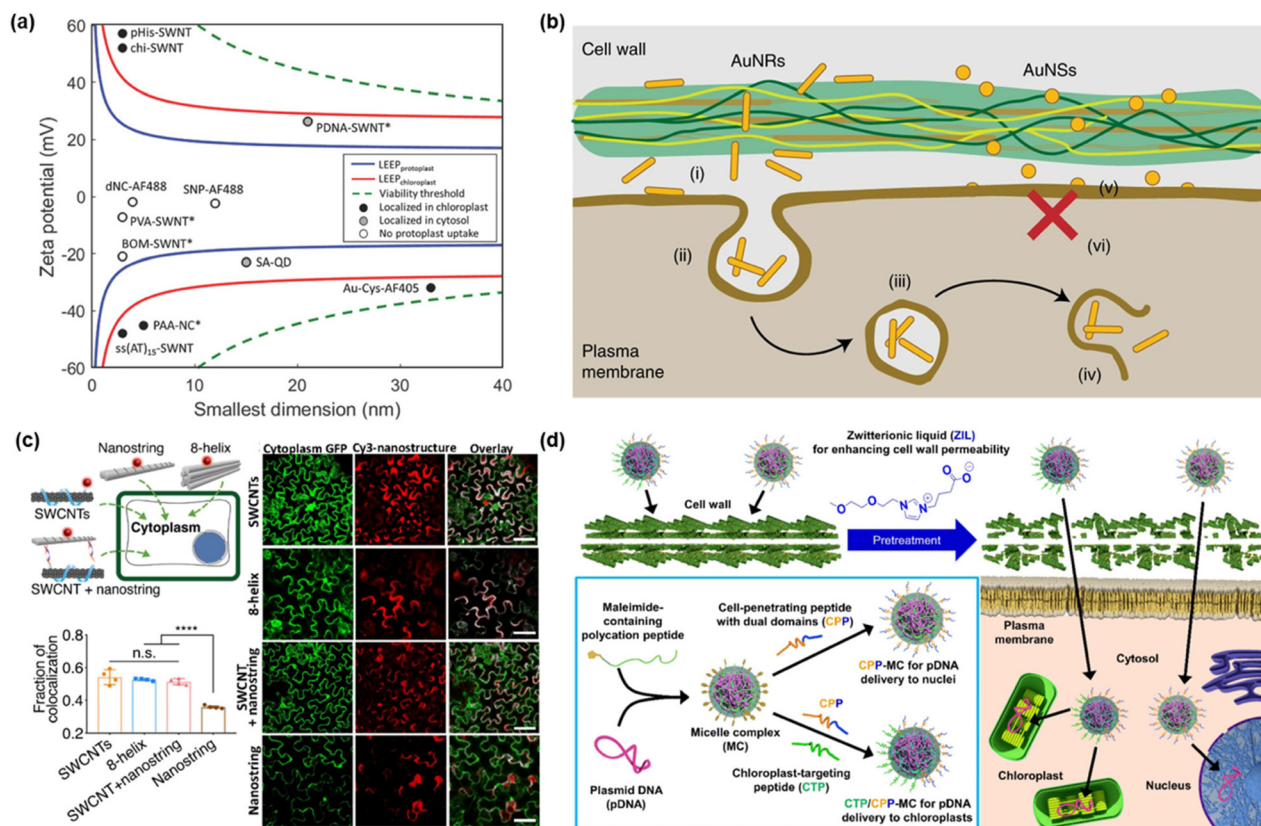 (a)
60
40
20
0
-20
-40
-60
Zeta potential (mV)
pHis-SWNT
chi-SWNT
PDNA-SWNT*
dNC-AF488
SNP-AF488
PVA-SWNT*
BOM-SWNT*
SA-QD
Au-Cys-AF405
PAA-NC*
ss(AT)15-SWNT
LEEPprotoplast
LEEPchloroplast
Viability threshold
Localized in chloroplast
Localized in cytosol
No protoplast uptake
0
10
20
30
40
Smallest dimension (nm)
(b)
Cell wall
AuNRs
AuNSs
(i)
(v)
(ii)
(vi)
(iii)
(iv)
Plasma
membrane
(c)
Nanostring
8-helix
SWCNTs
Cytoplasm
SWCNT + nanostring
Fraction of
colocalization
0.8
0.6
0.4
0.2
****
n.s.
SWCNTs
8-helix
SWCNT+nanostring
Nanostring
Cytoplasm GFP
Cy3-nanostructure
Overlay
SWCNTs
8-helix
SWCNT
+ nanostring
Nanostring
(d)
Zwitterionic liquid (ZIL)
for enhancing cell wall permeability
Cell wall
O
O
N
N
+
O
O
−
Pretreatment
Maleimide-
containing
polycation peptide
Cell-penetrating peptide
with dual domains (CPP)
CPP-MC for pDNA
delivery to nuclei
Micelle complex
(MC)
CPP
Plasmid DNA
(pDNA)
Chloroplast-targeting
peptide (CTP)
CTP/CPP-MC for pDNA
delivery to chloroplasts
Plasma
membrane
Cytosol
Chloroplast
Nucleus